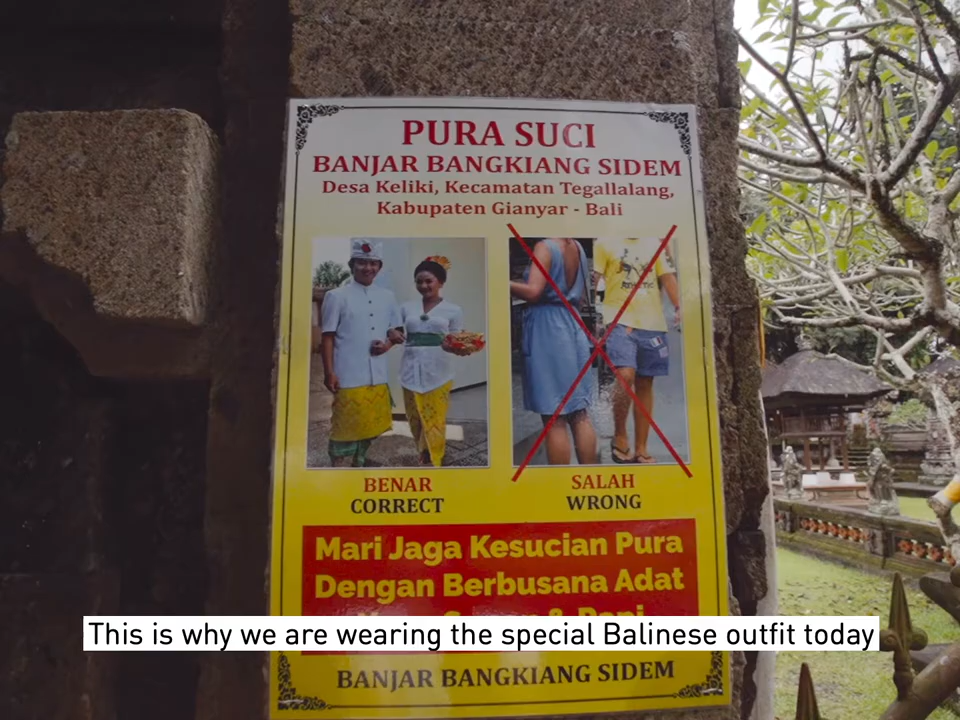 PURA SUCI
BANJAR BANGKIANG SIDEM
Desa Keliki, Kecamatan Tegallalang,
Kabupaten Gianyar - Bali
BENAR
CORRECT
SALAH
WRONG
Mari Jaga Kesucian Pura
Dengan Berbusana Adat
This is why we are wearing the special Balinese outfit today
BANJAR BANGKIANG SIDEM